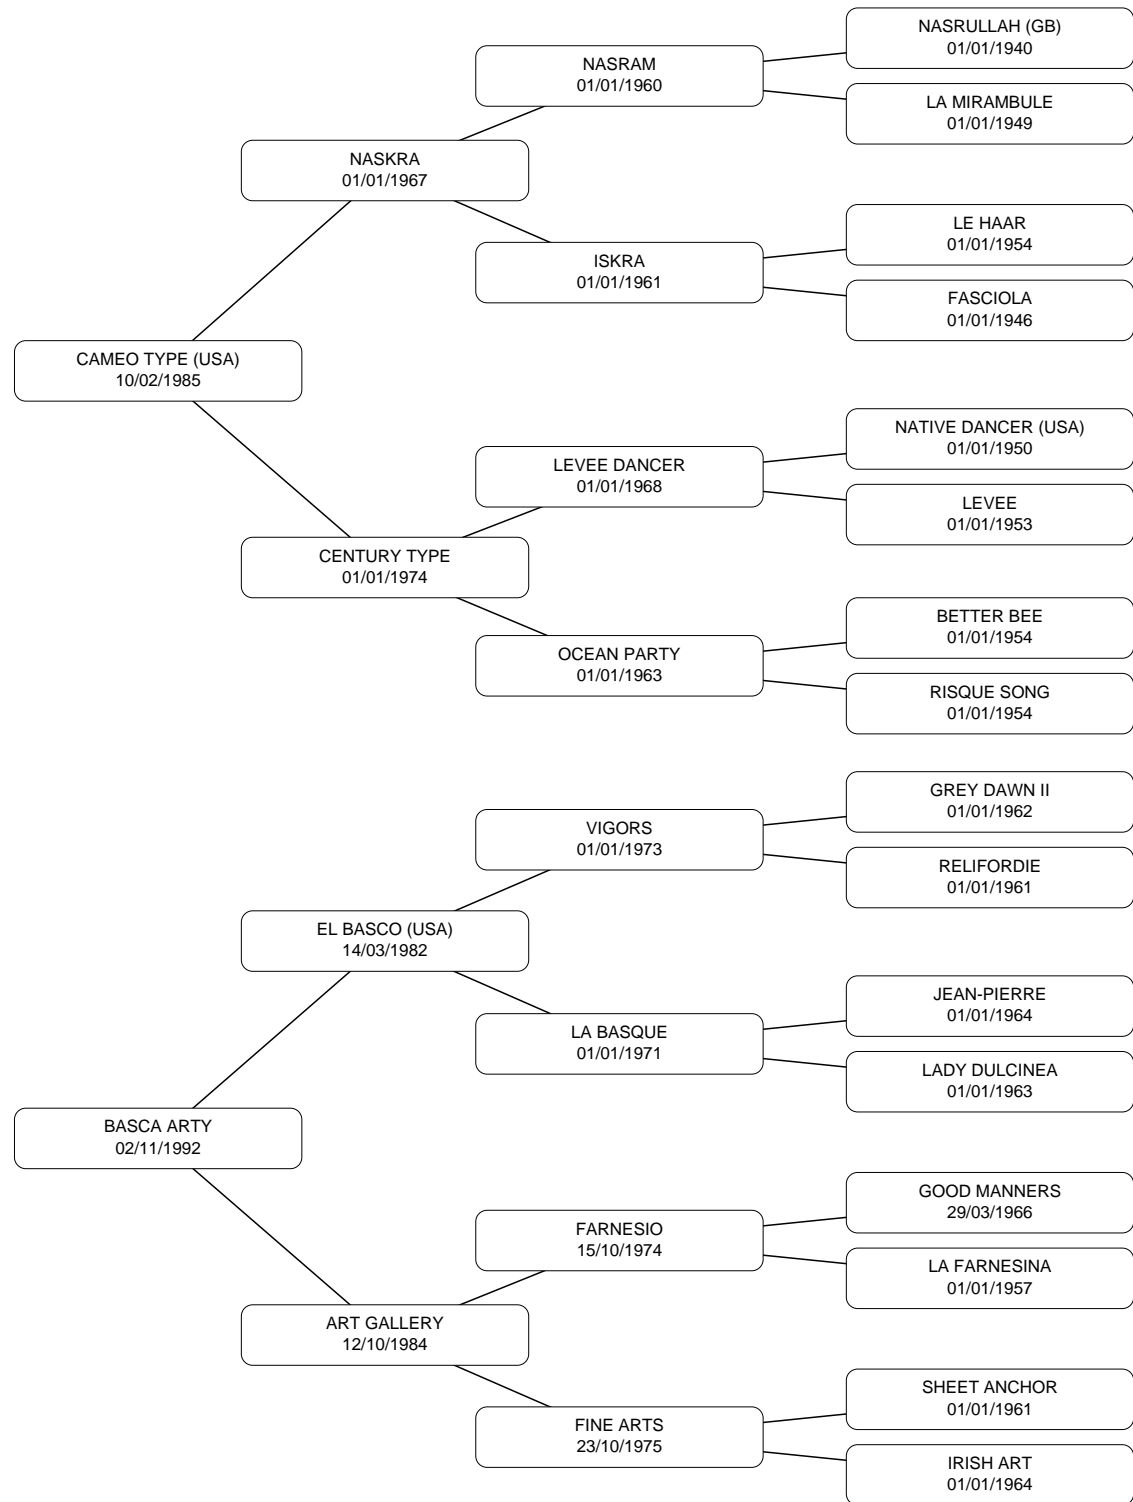 NASRULLAH (GB)
01/01/1940
NASRAM
01/01/1960
LA MIRAMBULE
01/01/1949
NASKRA
01/01/1967
LE HAAR
01/01/1954
ISKRA
01/01/1961
FASCIOLA
01/01/1946
CAMEO TYPE (USA)
10/02/1985
NATIVE DANCER (USA)
01/01/1950
LEVEE DANCER
01/01/1968
LEVEE
01/01/1953
CENTURY TYPE
01/01/1974
BETTER BEE
01/01/1954
OCEAN PARTY
01/01/1963
RISQUE SONG
01/01/1954
GREY DAWN II
01/01/1962
VIGORS
01/01/1973
RELIFORDIE
01/01/1961
EL BASCO (USA)
14/03/1982
JEAN-PIERRE
01/01/1964
LA BASQUE
01/01/1971
LADY DULCINEA
01/01/1963
BASCA ARTY
02/11/1992
GOOD MANNERS
29/03/1966
FARNESIO
15/10/1974
LA FARNESINA
01/01/1957
ART GALLERY
12/10/1984
SHEET ANCHOR
01/01/1961
FINE ARTS
23/10/1975
IRISH ART
01/01/1964